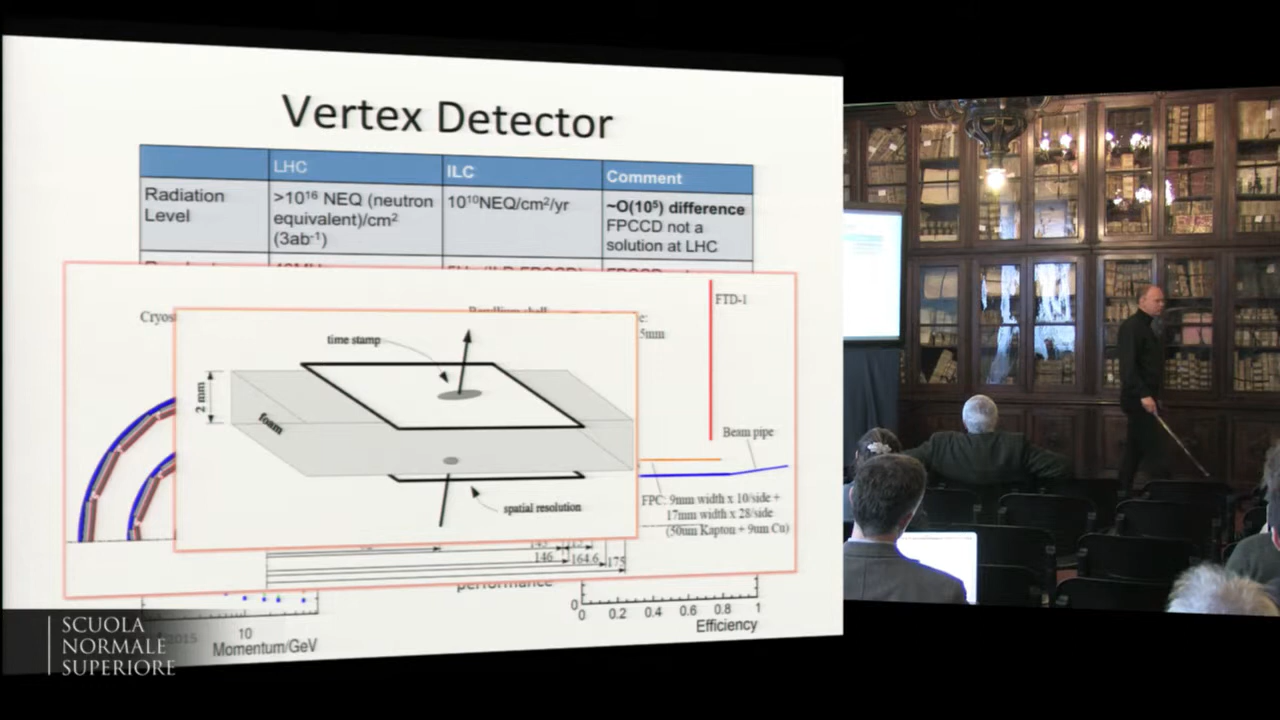 Vertex Detector
LHC
ILC
Comment
Radiation
Level
>10¹⁶ NEQ (neutron
equivalent)/cm²
(3ab⁻¹)
10¹⁰NEQ/cm²/yr
~O(10⁵) difference
FPCCD not a
solution at LHC
FTD-1
5mm
time stamp
2 mm
foam
spatial resolution
Beam pipe
FPC: 9mm width x 10/side +
17mm width x 28/side
(50um Kapton + 9um Cu)
146
164.6
175
performance
0
0
0.2
0.4
0.6
0.8
1
Efficiency
10
Momentum/GeV
2015
SCUOLA
NORMALE
SUPERIORE